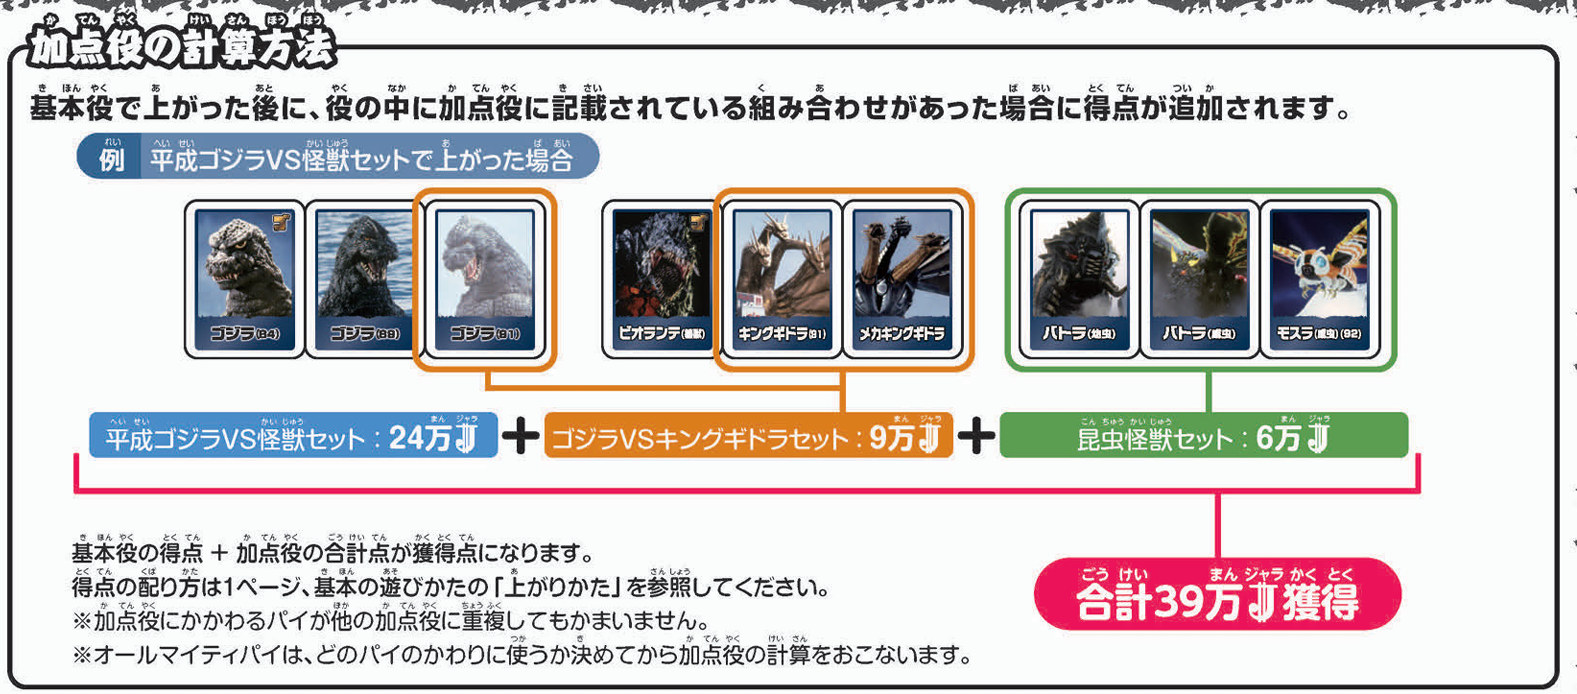 加点役の計算方法
基本役で上がった後に、役の中に加点役に記載されている組み合わせがあった場合に得点が追加されます。
例 平成ゴジラVS怪獣セットで上がった場合
ゴジラ(84) ゴジラ(89) ゴジラ(91) ビオランテ(植獣) キングギドラ(91) メカキングギドラ バトラ(幼虫) バトラ(成虫) モスラ(成虫)(92)
平成ゴジラVS怪獣セット：24万 + ゴジラVSキングギドラセット：9万 + 昆虫怪獣セット：6万
基本役の得点 + 加点役の合計点が獲得点になります。
得点の配り方は1ページ、基本の遊びかたの「上がりかた」を参照してください。
※加点役にかかわるパイが他の加点役に重複してもかまいません。
※オールマイティパイは、どのパイのかわりに使うか決めてから加点役の計算をおこないます。
合計39万獲得